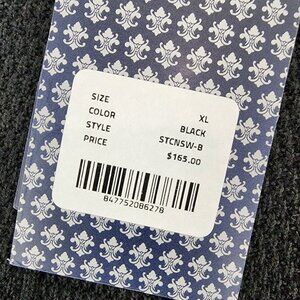 SIZE XL
COLOR BLACK
STYLE STCNSW-B
PRICE $165.00
847752086278